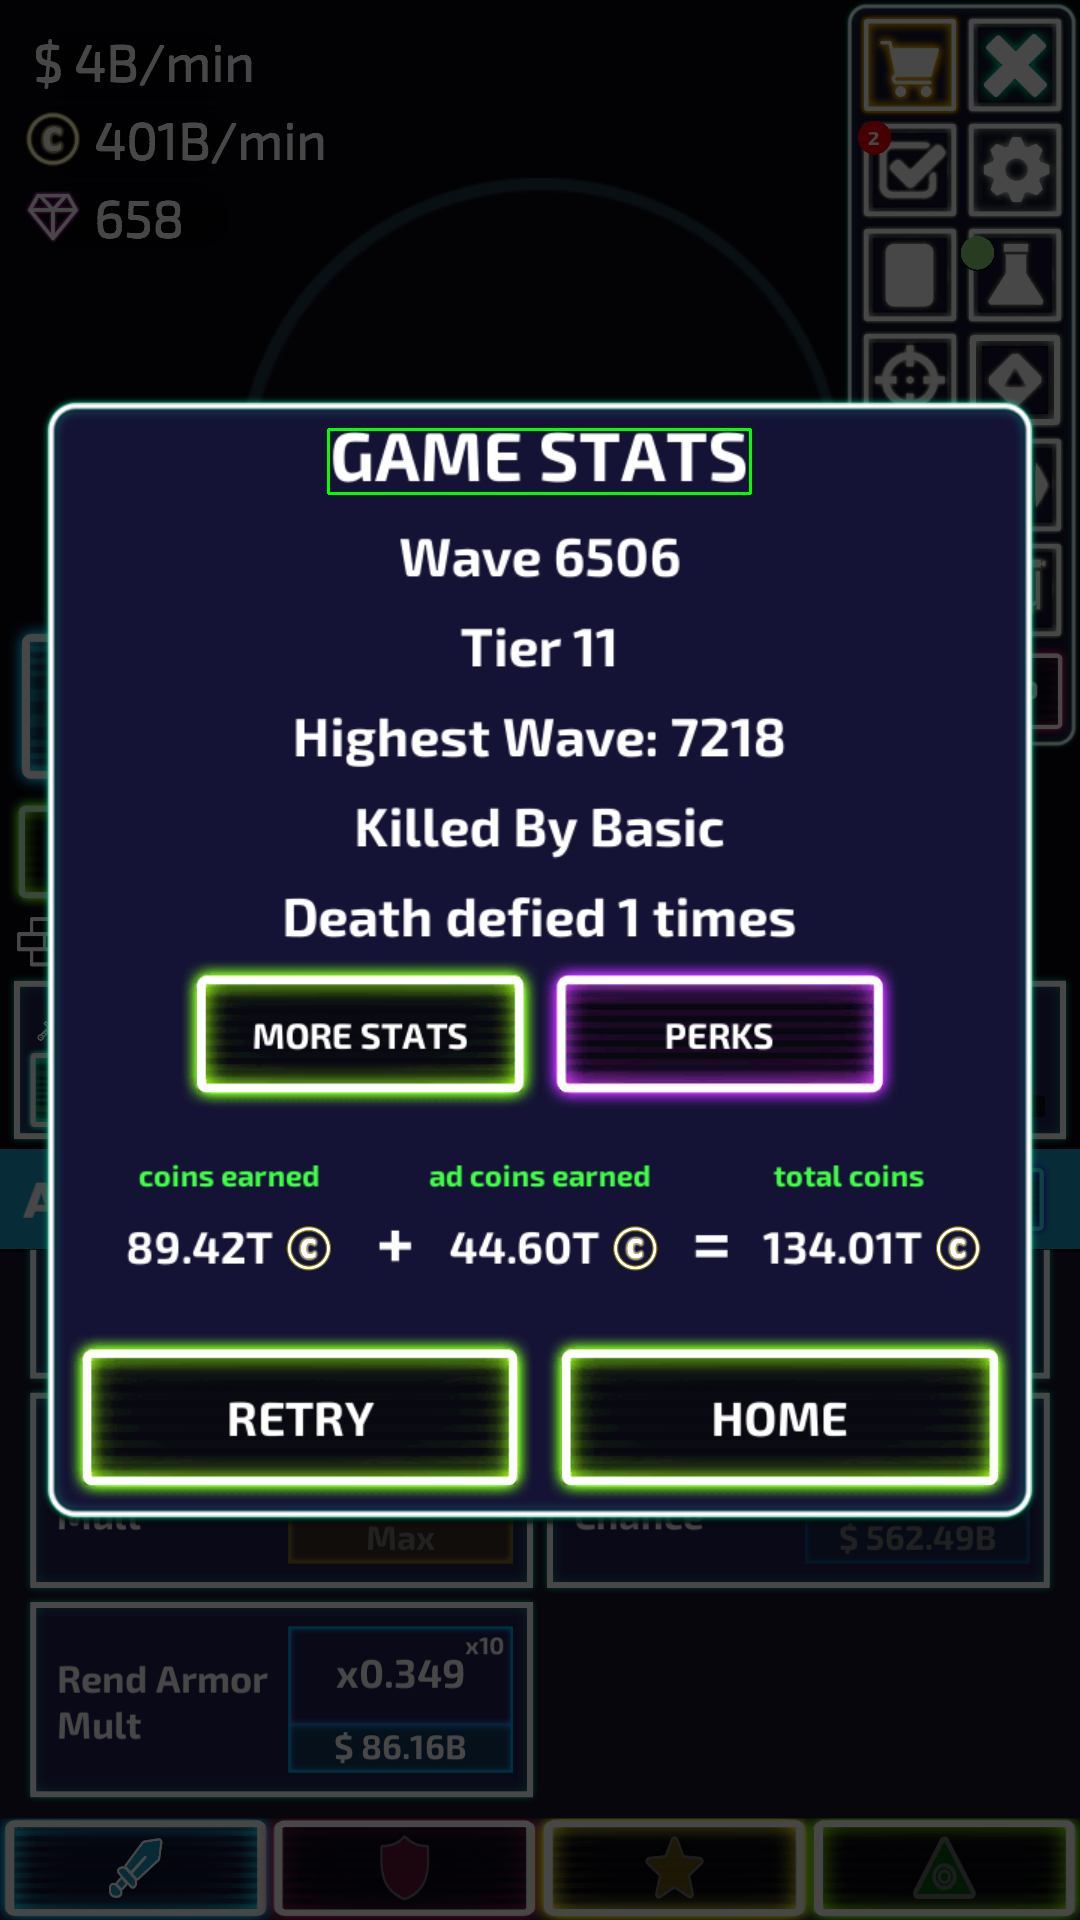 $ 4B/min
© 401B/min
658
2
GAME STATS
Wave 6506
Tier 11
Highest Wave: 7218
Killed By Basic
Death defied 1 times
MORE STATS
PERKS
coins earned ad coins earned total coins
89.42T © + 44.60T © = 134.01T ©
RETRY
HOME
Max
$ 562.49B
Rend Armor
Mult
x10
x0.349
$ 86.16B